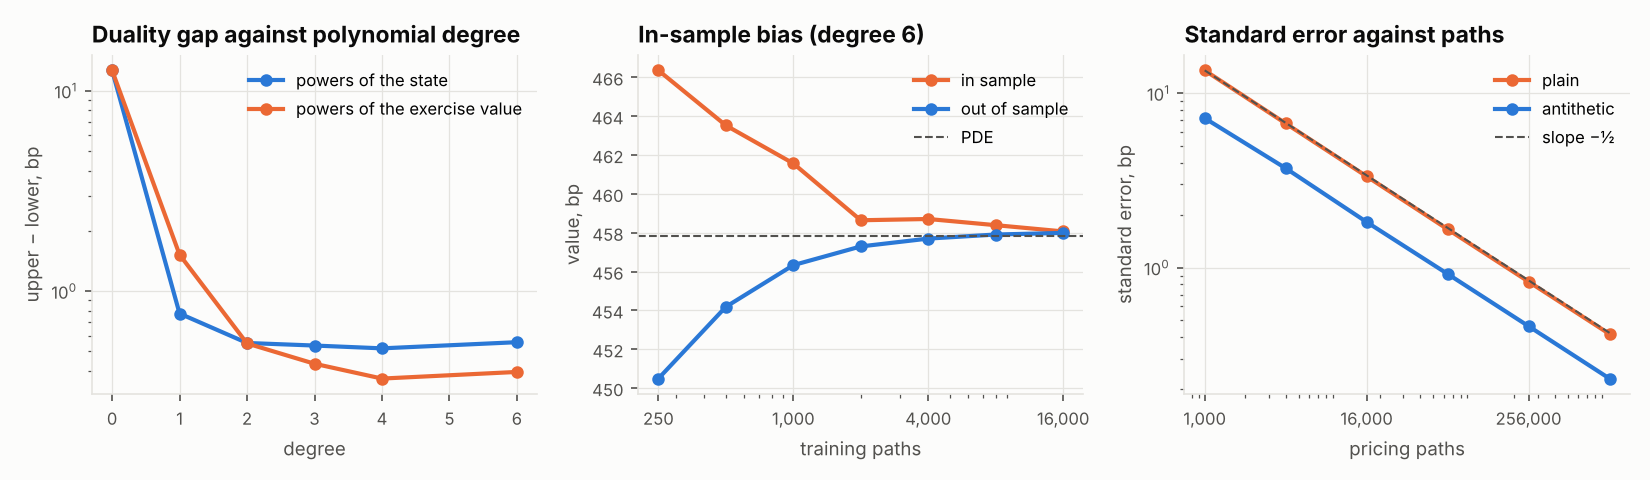 Duality gap against polynomial degree
powers of the state
powers of the exercise value
10¹
10⁰
upper − lower, bp
0 1 2 3 4 5 6
degree
In-sample bias (degree 6)
in sample
out of sample
PDE
466
464
462
460
458
456
454
452
450
value, bp
250 1,000 4,000 16,000
training paths
Standard error against paths
plain
antithetic
slope −½
10¹
10⁰
standard error, bp
1,000 16,000 256,000
pricing paths